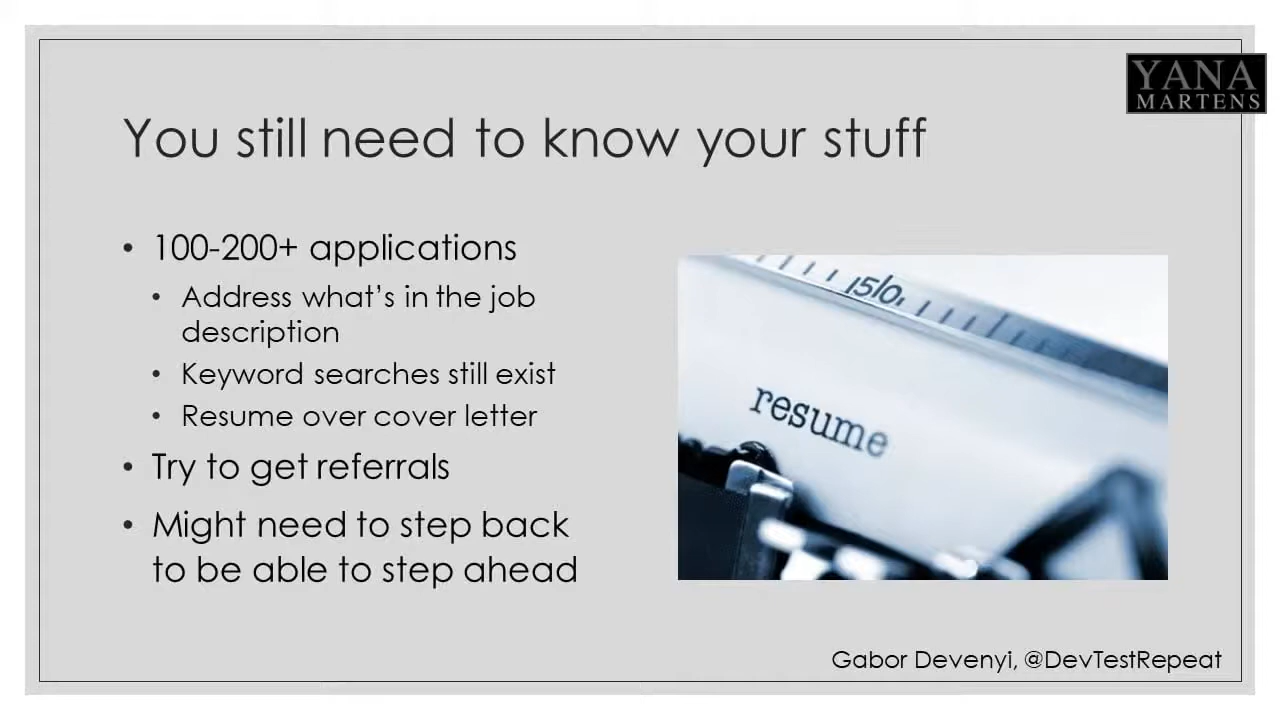 YANA
MARTENS
You still need to know your stuff
• 100-200+ applications
• Address what's in the job
description
• Keyword searches still exist
• Resume over cover letter
• Try to get referrals
• Might need to step back
to be able to step ahead
150
resume
Gabor Devenyi, @DevTestRepeat